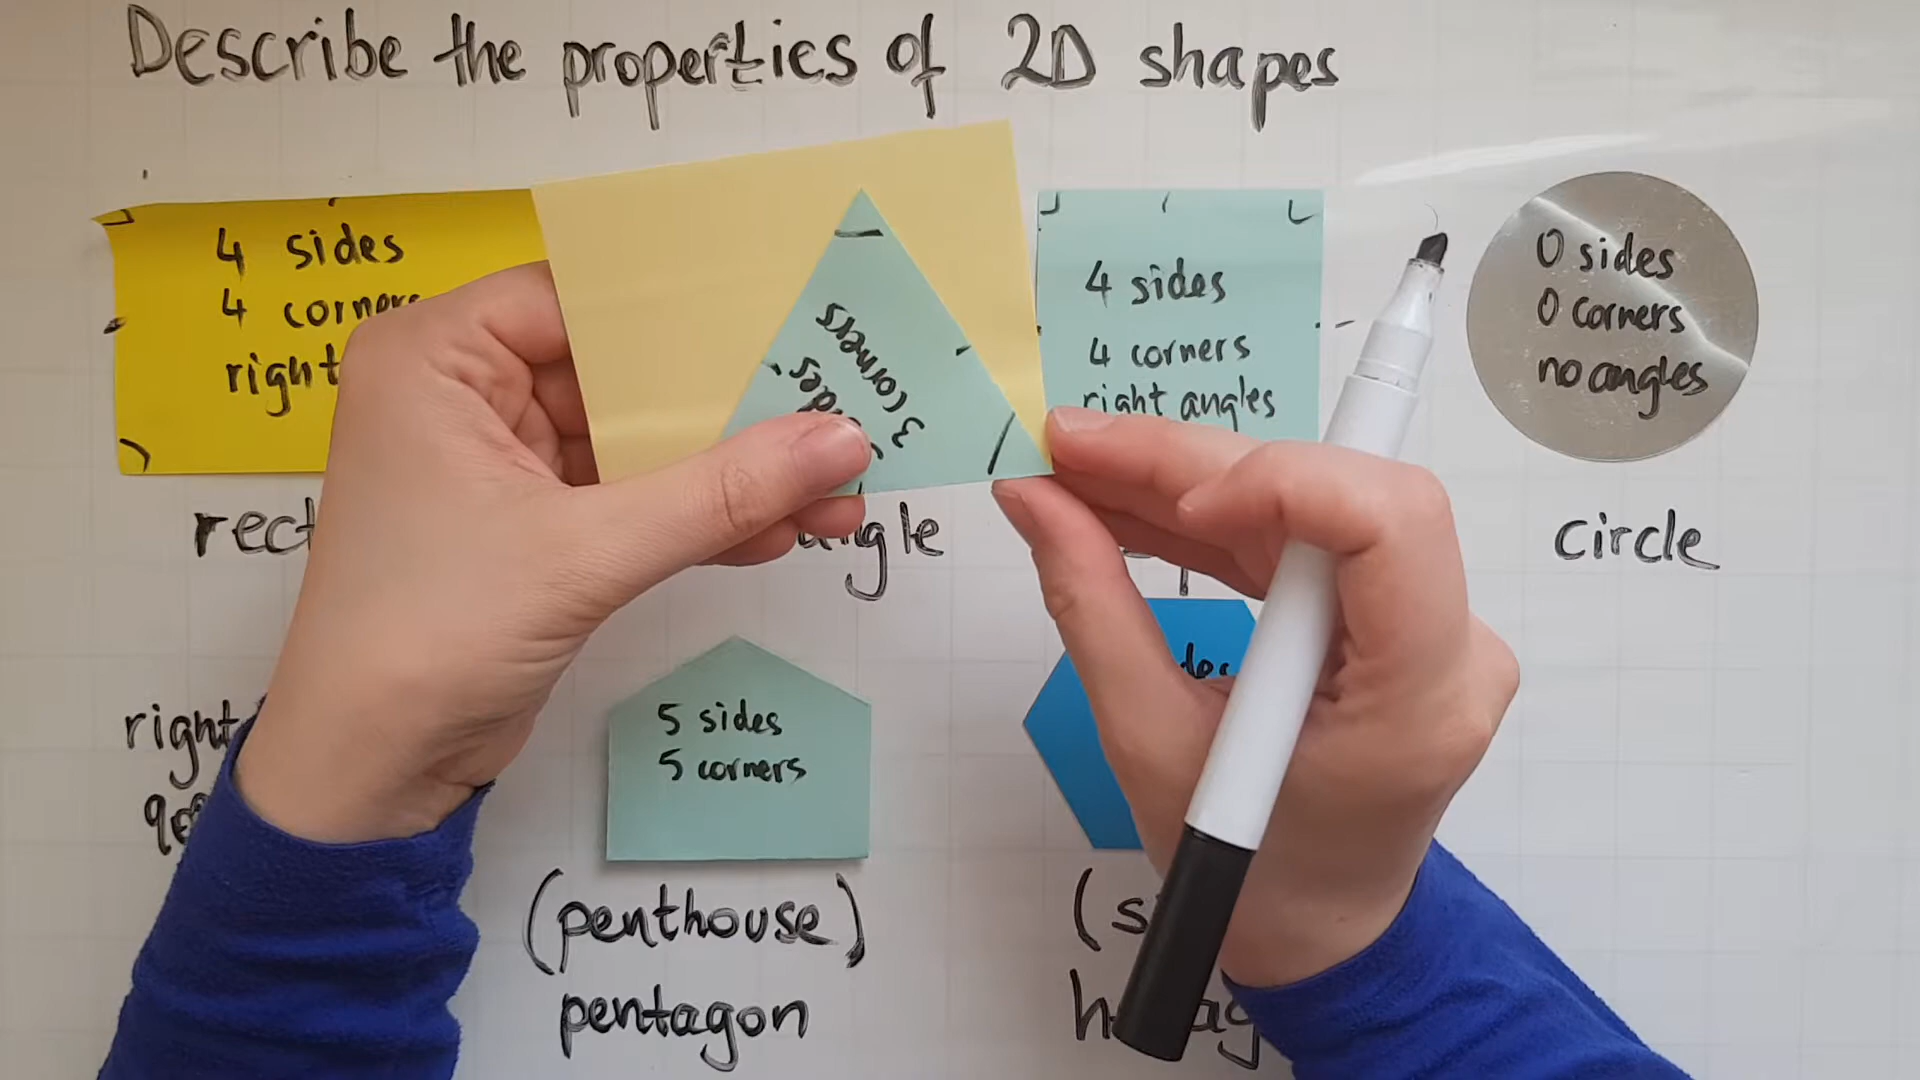 Describe the properties of 2D shapes
4 sides
4 corners
right
3 corners
4 sides
4 corners
right angles
0 sides
0 corners
no angles
circle
right
5 sides
5 corners
(penthouse)
pentagon